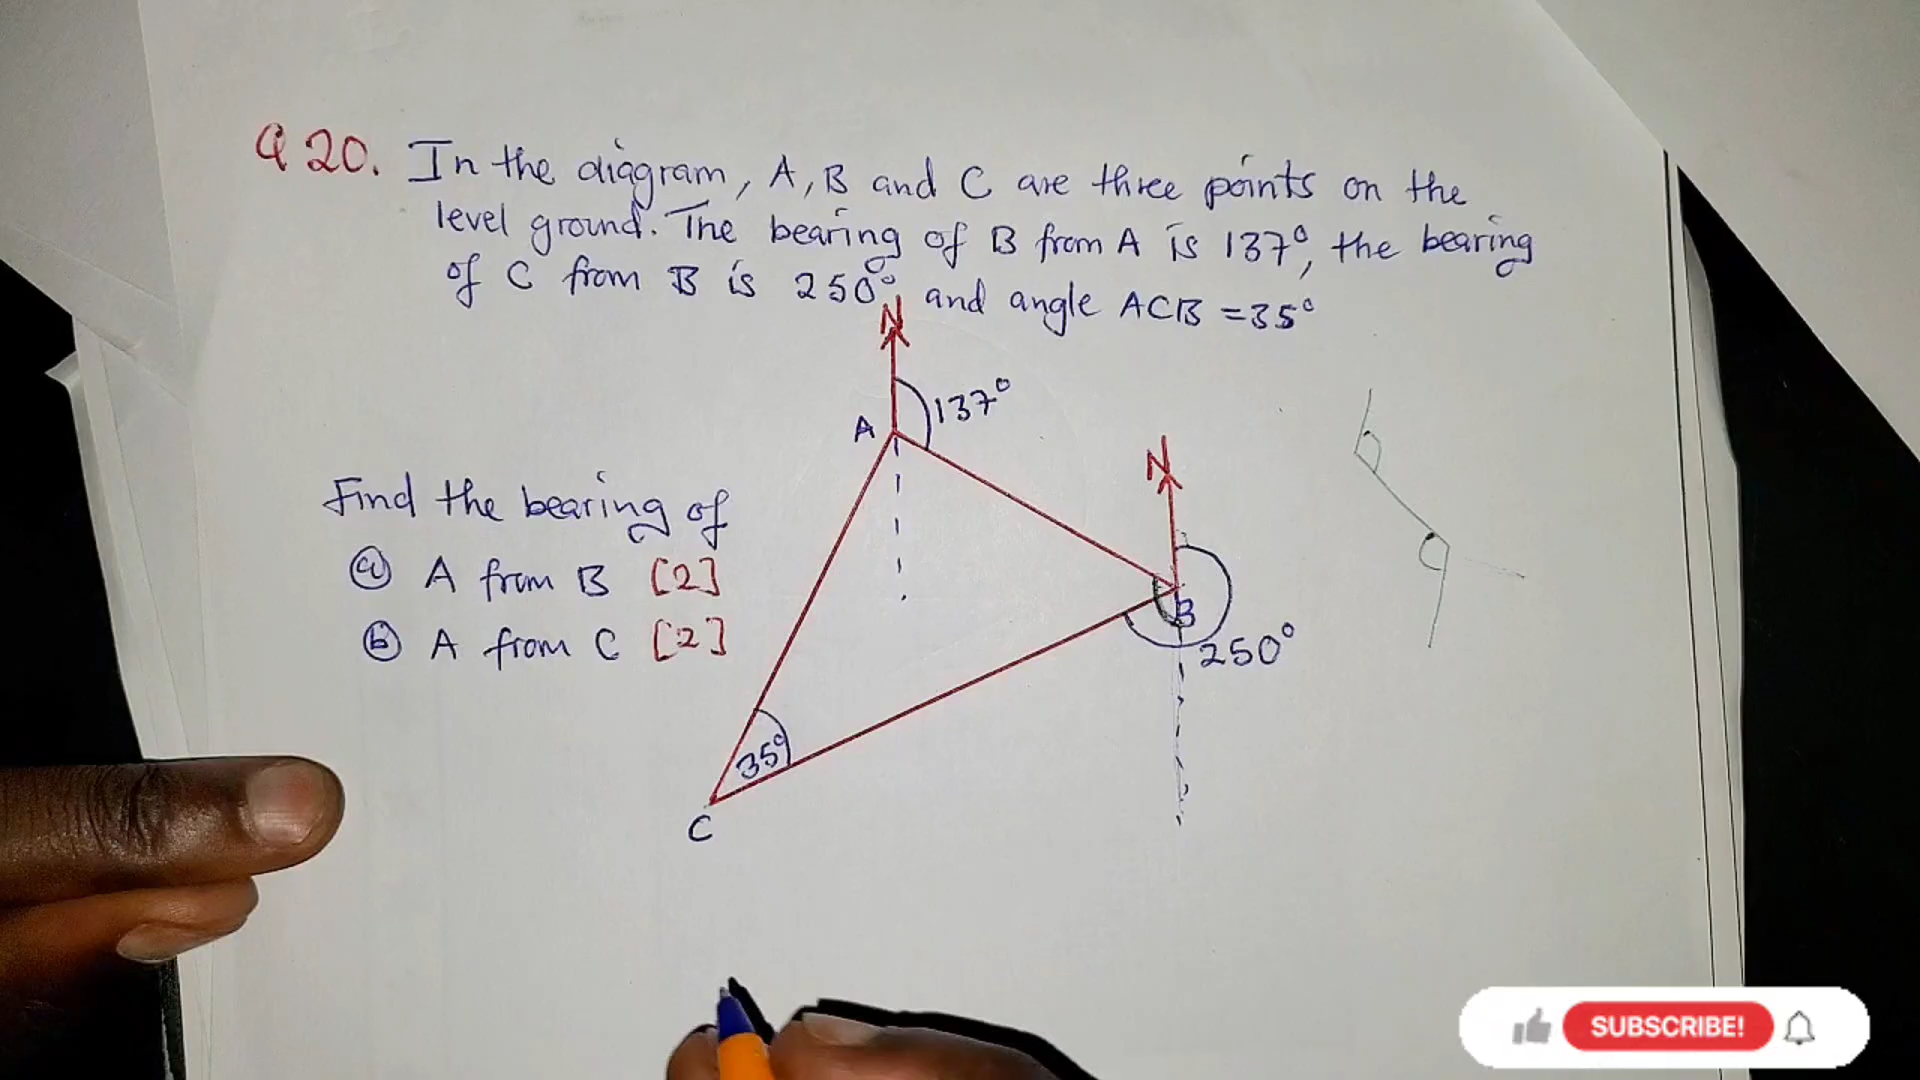 Q 20. In the diagram, A, B and C are three points on the
level ground. The bearing of B from A is 137°, the bearing
of C from B is 250° and angle ACB = 35°
N
A
137°
N
B
250°
Find the bearing of
(a) A from B [2]
(b) A from C [2]
35°
C
SUBSCRIBE!